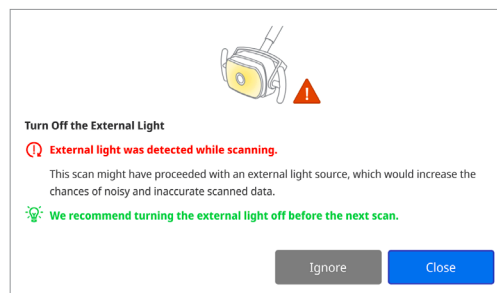 Turn Off the External Light
External light was detected while scanning.
This scan might have proceeded with an external light source, which would increase the
chances of noisy and inaccurate scanned data.
We recommend turning the external light off before the next scan.
Ignore
Close